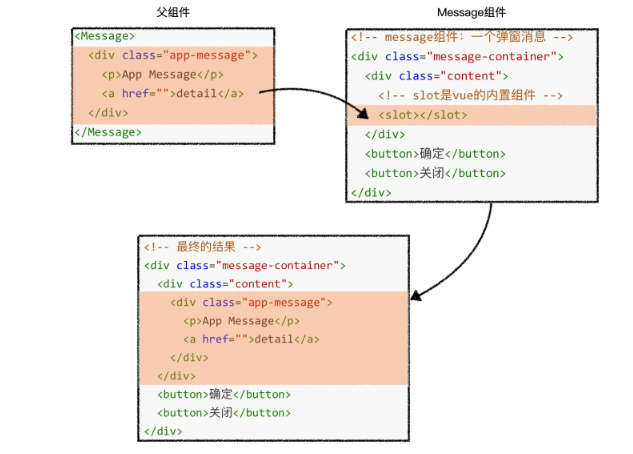 父组件
<Message>
  <div class="app-message">
    <p>App Message</p>
    <a href="">detail</a>
  </div>
</Message>
Message组件
<!-- message组件：一个弹窗消息 -->
<div class="message-container">
  <div class="content">
    <!-- slot是vue的内置组件 -->
    <slot></slot>
  </div>
  <button>确定</button>
  <button>关闭</button>
</div>
<!-- 最终的结果 -->
<div class="message-container">
  <div class="content">
    <div class="app-message">
      <p>App Message</p>
      <a href="">detail</a>
    </div>
  </div>
  <button>确定</button>
  <button>关闭</button>
</div>